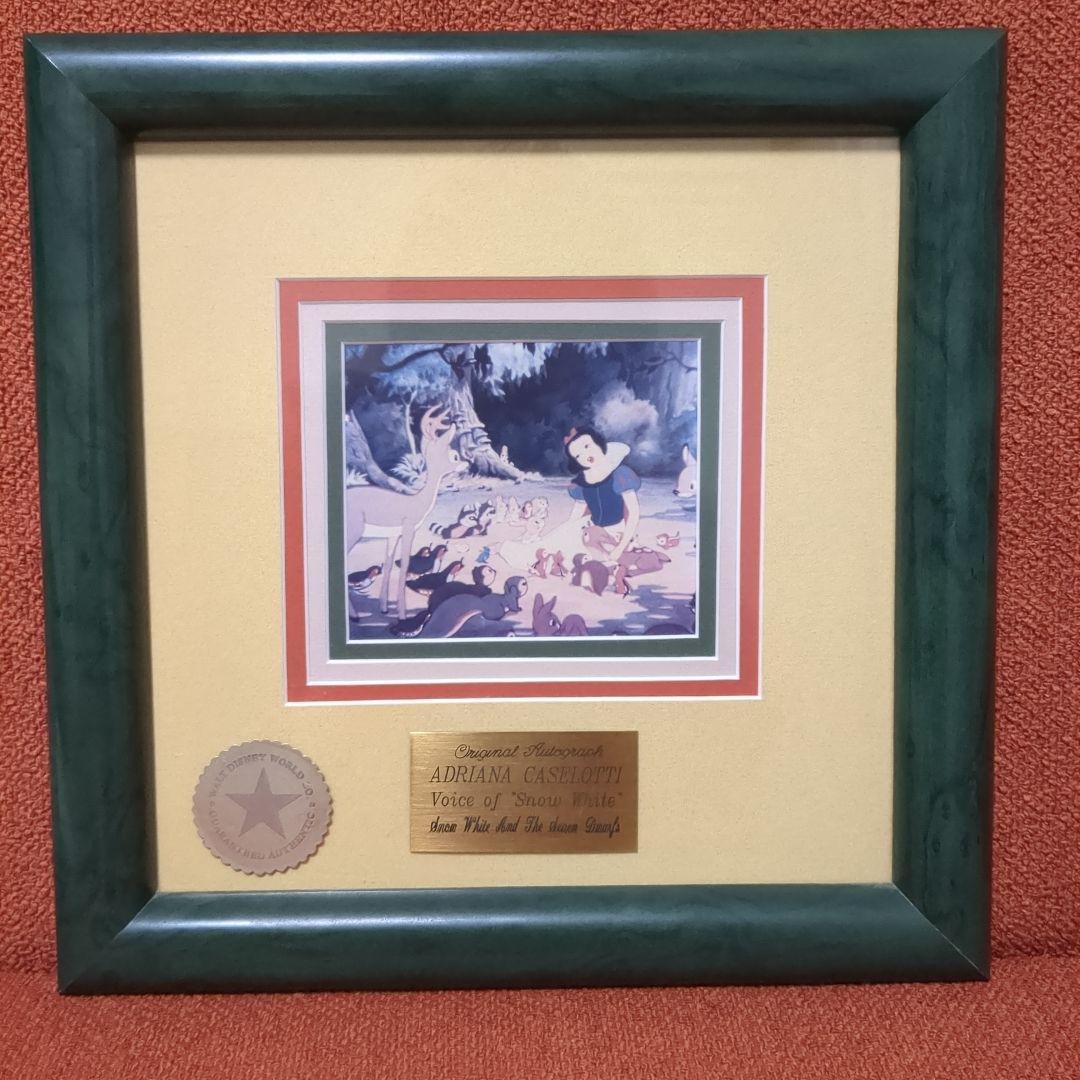 WALT DISNEY WORLD CO.
GUARANTEED AUTHENTIC
Original Autograph
ADRIANA CASELOTTI
Voice of "Snow White"
Snow White And The Seven Dwarfs